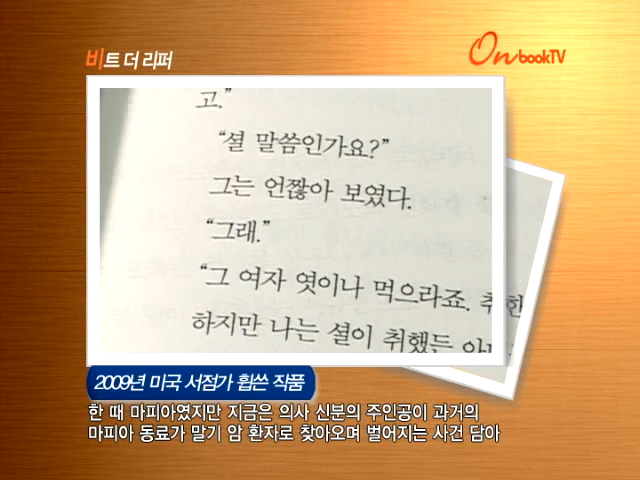 비트 더 리퍼
On bookTV
고.”
“셜 말씀인가요?”
그는 언짢아 보였다.
“그래.”
“그 여자 엿이나 먹으라죠.
하지만 나는 셜이 취했든
2009년 미국 서점가 휩쓴 작품
한 때 마피아였지만 지금은 의사 신분의 주인공이 과거의
마피아 동료가 말기 암 환자로 찾아오며 벌어지는 사건 담아